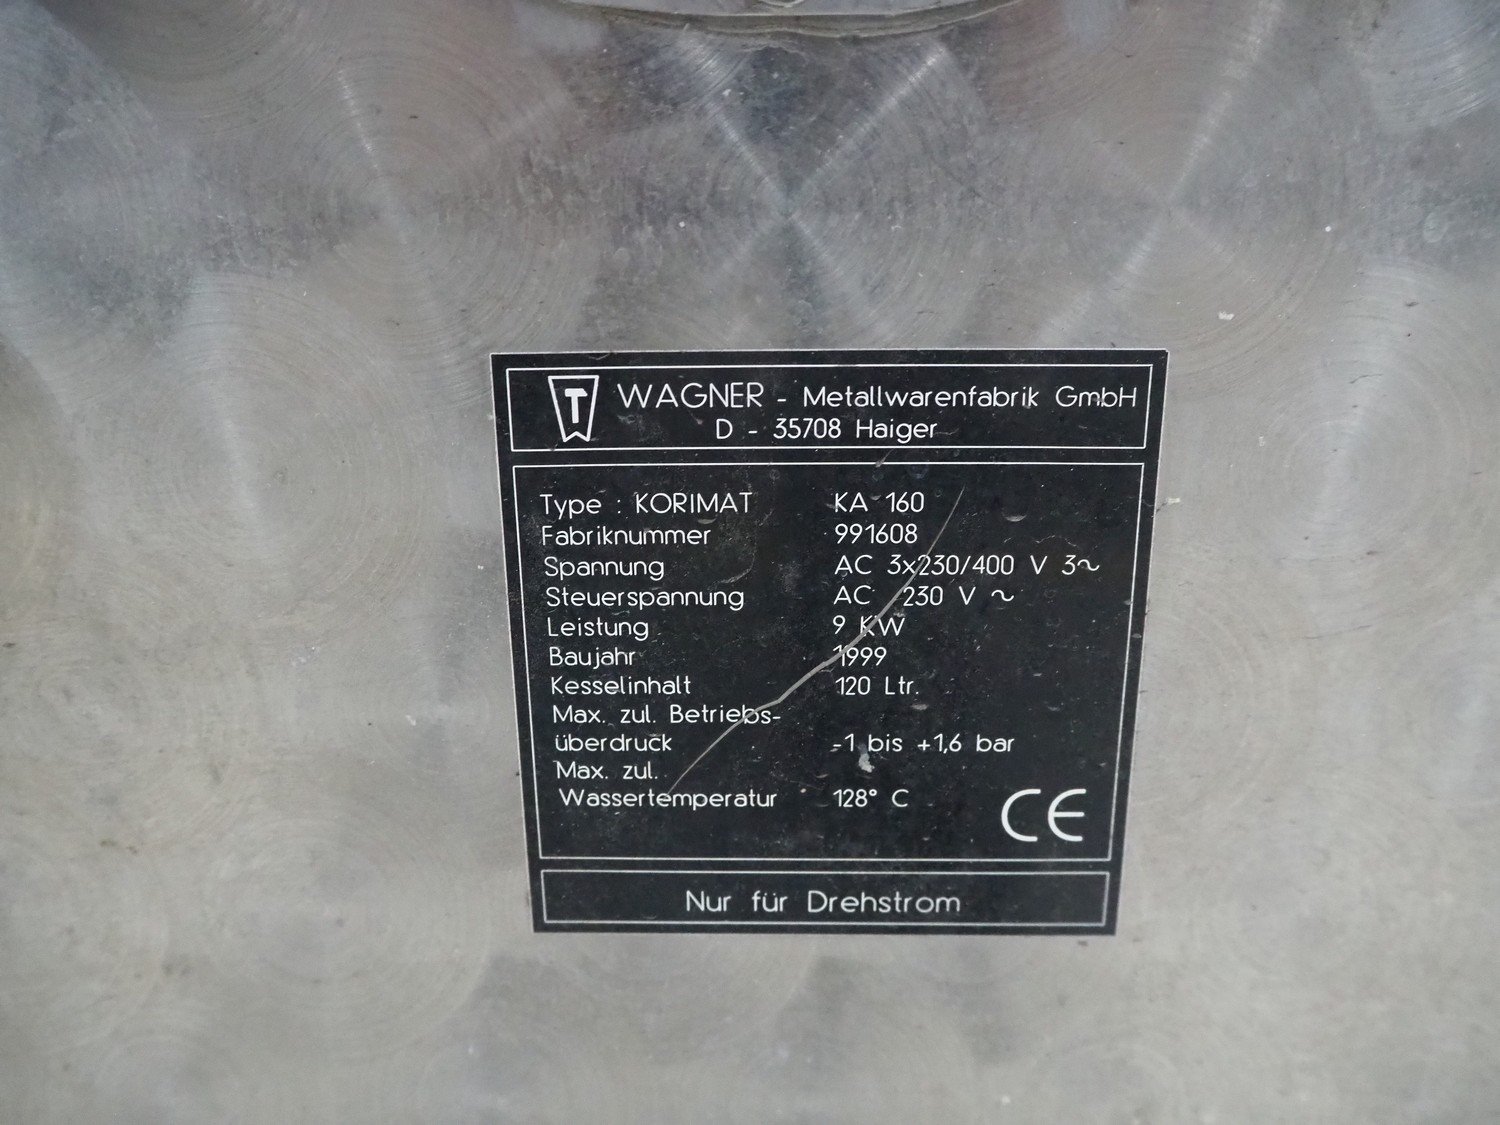 T WAGNER - Metallwarenfabrik GmbH
D - 35708 Haiger
Type : KORIMAT KA 160
Fabriknummer 991608
Spannung AC 3x230/400 V 3~
Steuerspannung AC 230 V ~
Leistung 9 KW
Baujahr 1999
Kesselinhalt 120 Ltr.
Max. zul. Betriebs-
überdruck -1 bis +1,6 bar
Max. zul.
Wassertemperatur 128° C
CE
Nur für Drehstrom